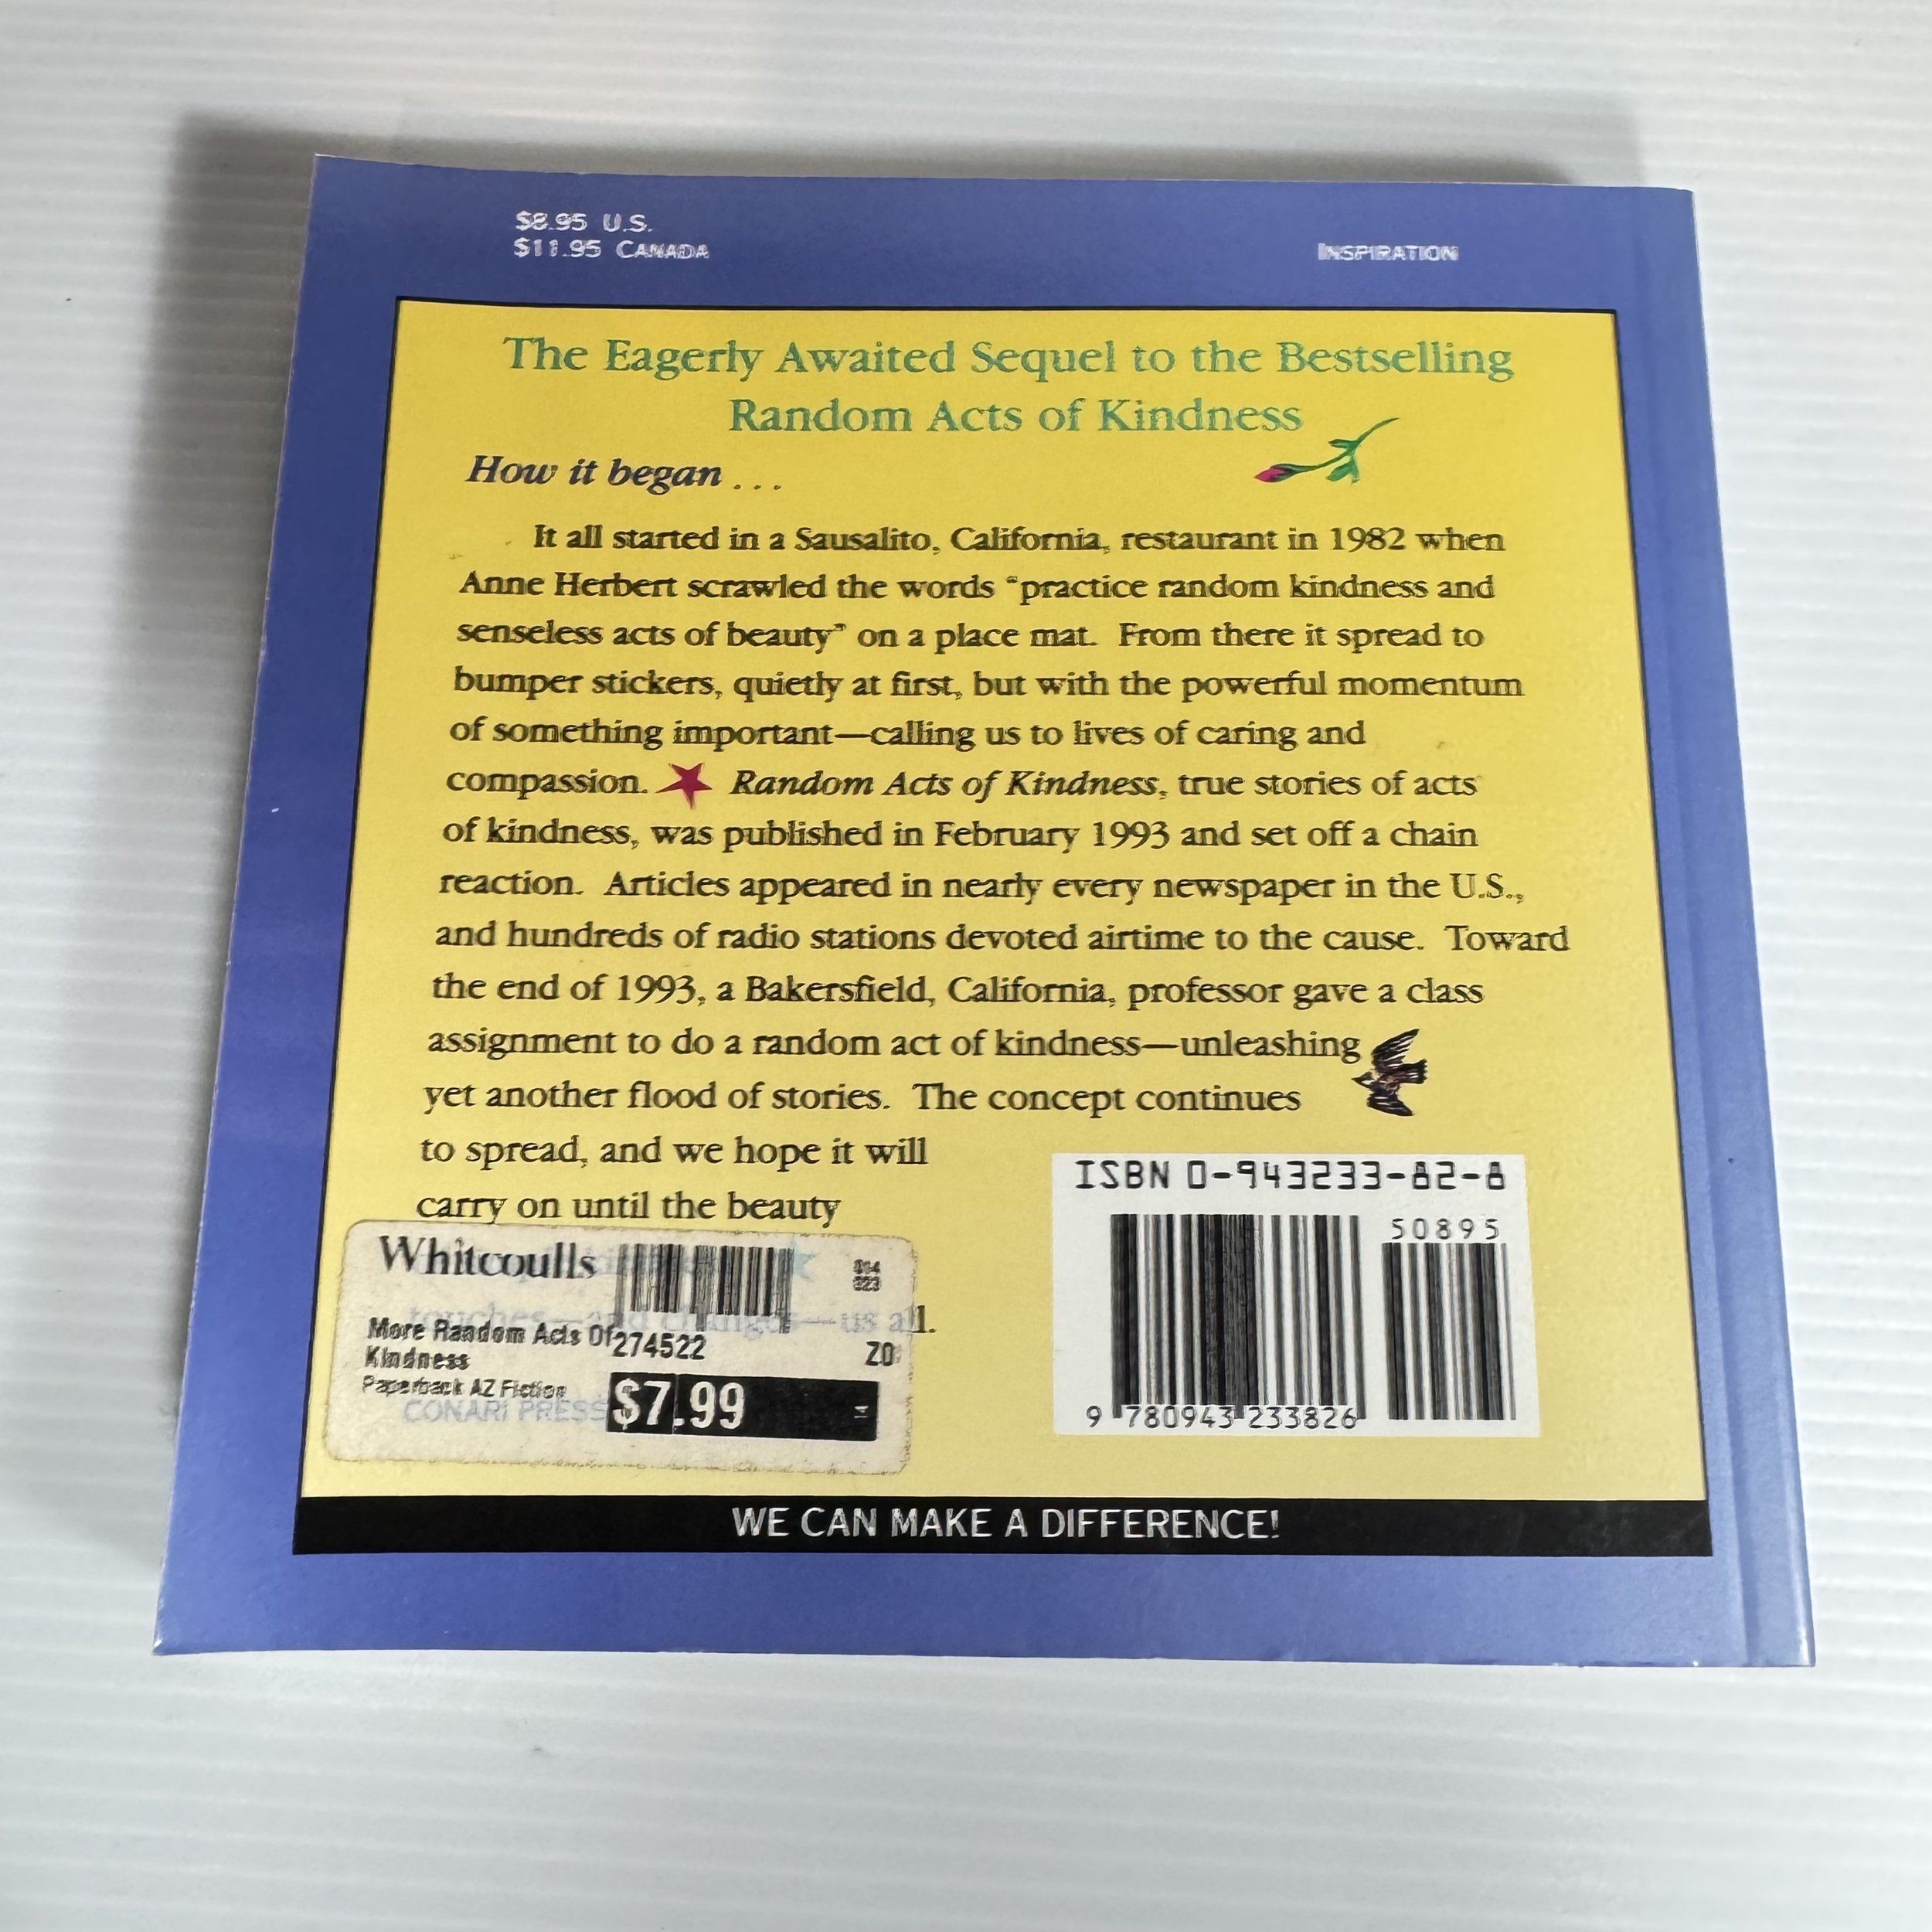 $8.95 U.S.
$11.95 CANADA
INSPIRATION
The Eagerly Awaited Sequel to the Bestselling
Random Acts of Kindness
How it began . . .
It all started in a Sausalito, California, restaurant in 1982 when
Anne Herbert scrawled the words "practice random kindness and
senseless acts of beauty" on a place mat. From there it spread to
bumper stickers, quietly at first, but with the powerful momentum
of something important—calling us to lives of caring and
compassion. Random Acts of Kindness, true stories of acts
of kindness, was published in February 1993 and set off a chain
reaction. Articles appeared in nearly every newspaper in the U.S.,
and hundreds of radio stations devoted airtime to the cause. Toward
the end of 1993, a Bakersfield, California, professor gave a class
assignment to do a random act of kindness—unleashing
yet another flood of stories. The concept continues
to spread, and we hope it will
carry on until the beauty
touches—and changes—us all.
CONARI PRESS
Whitcoulls
More Random Acts Of
Kindness
Paperback AZ Fiction
274522
Z0
$7.99
14
ISBN 0-943233-82-8
50895
9 780943 233826
WE CAN MAKE A DIFFERENCE!